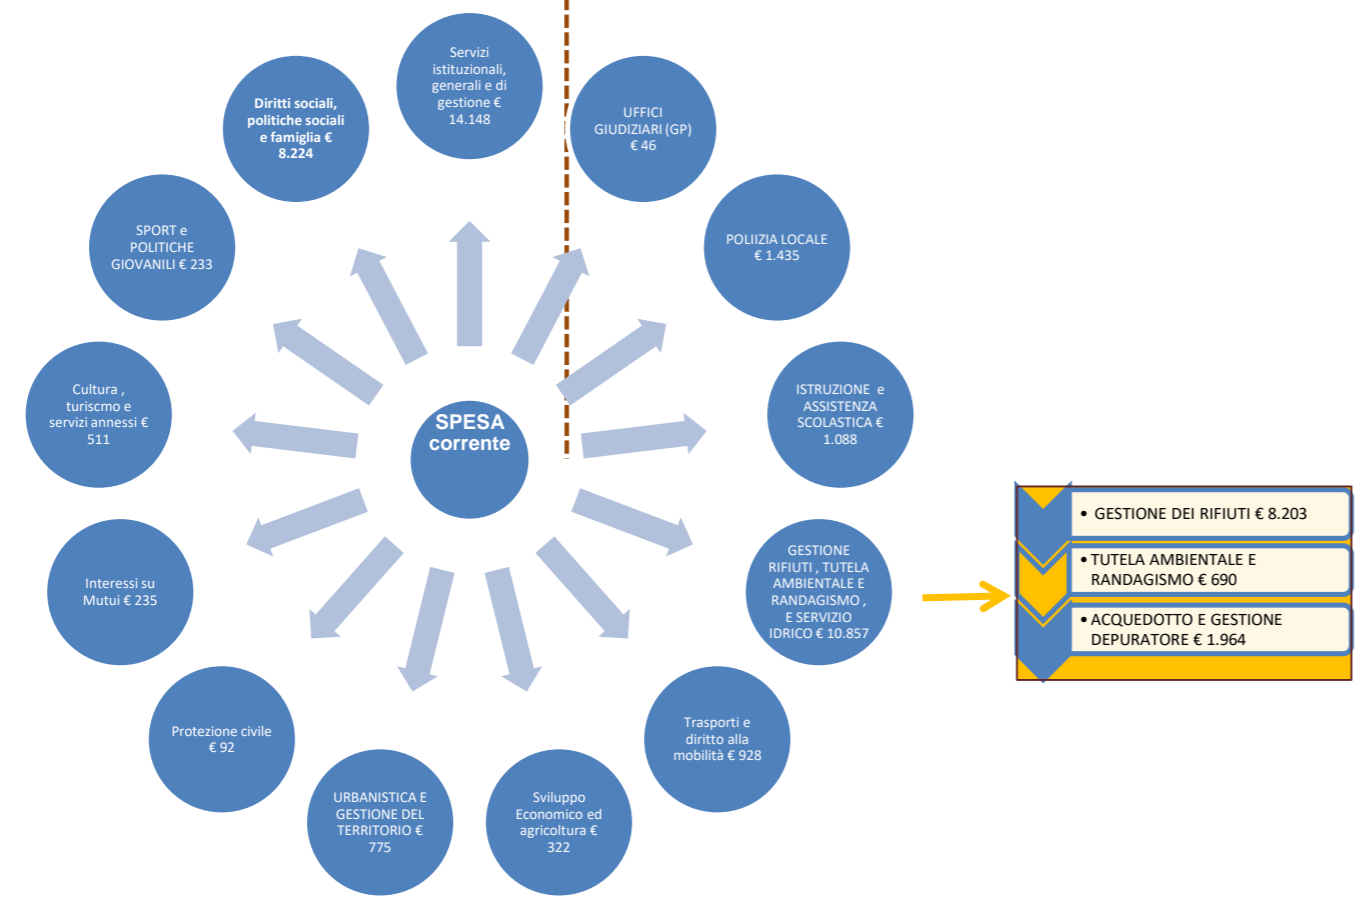 Servizi
istituzionali,
generali e di
gestione €
14.148
UFFICI
GIUDIZIARI (GP)
€ 46
POLIIZIA LOCALE
€ 1.435
ISTRUZIONE e
ASSISTENZA
SCOLASTICA €
1.088
GESTIONE
RIFIUTI , TUTELA
AMBIENTALE E
RANDAGISMO ,
E SERVIZIO
IDRICO € 10.857
Trasporti e
diritto alla
mobilità € 928
Sviluppo
Economico ed
agricoltura €
322
URBANISTICA E
GESTIONE DEL
TERRITORIO €
775
Protezione civile
€ 92
Interessi su
Mutui € 235
Cultura ,
turiscmo e
servizi annessi €
511
SPORT e
POLITICHE
GIOVANILI € 233
Diritti sociali,
politiche sociali
e famiglia €
8.224
SPESA
corrente
• GESTIONE DEI RIFIUTI € 8.203
• TUTELA AMBIENTALE E
RANDAGISMO € 690
• ACQUEDOTTO E GESTIONE
DEPURATORE € 1.964